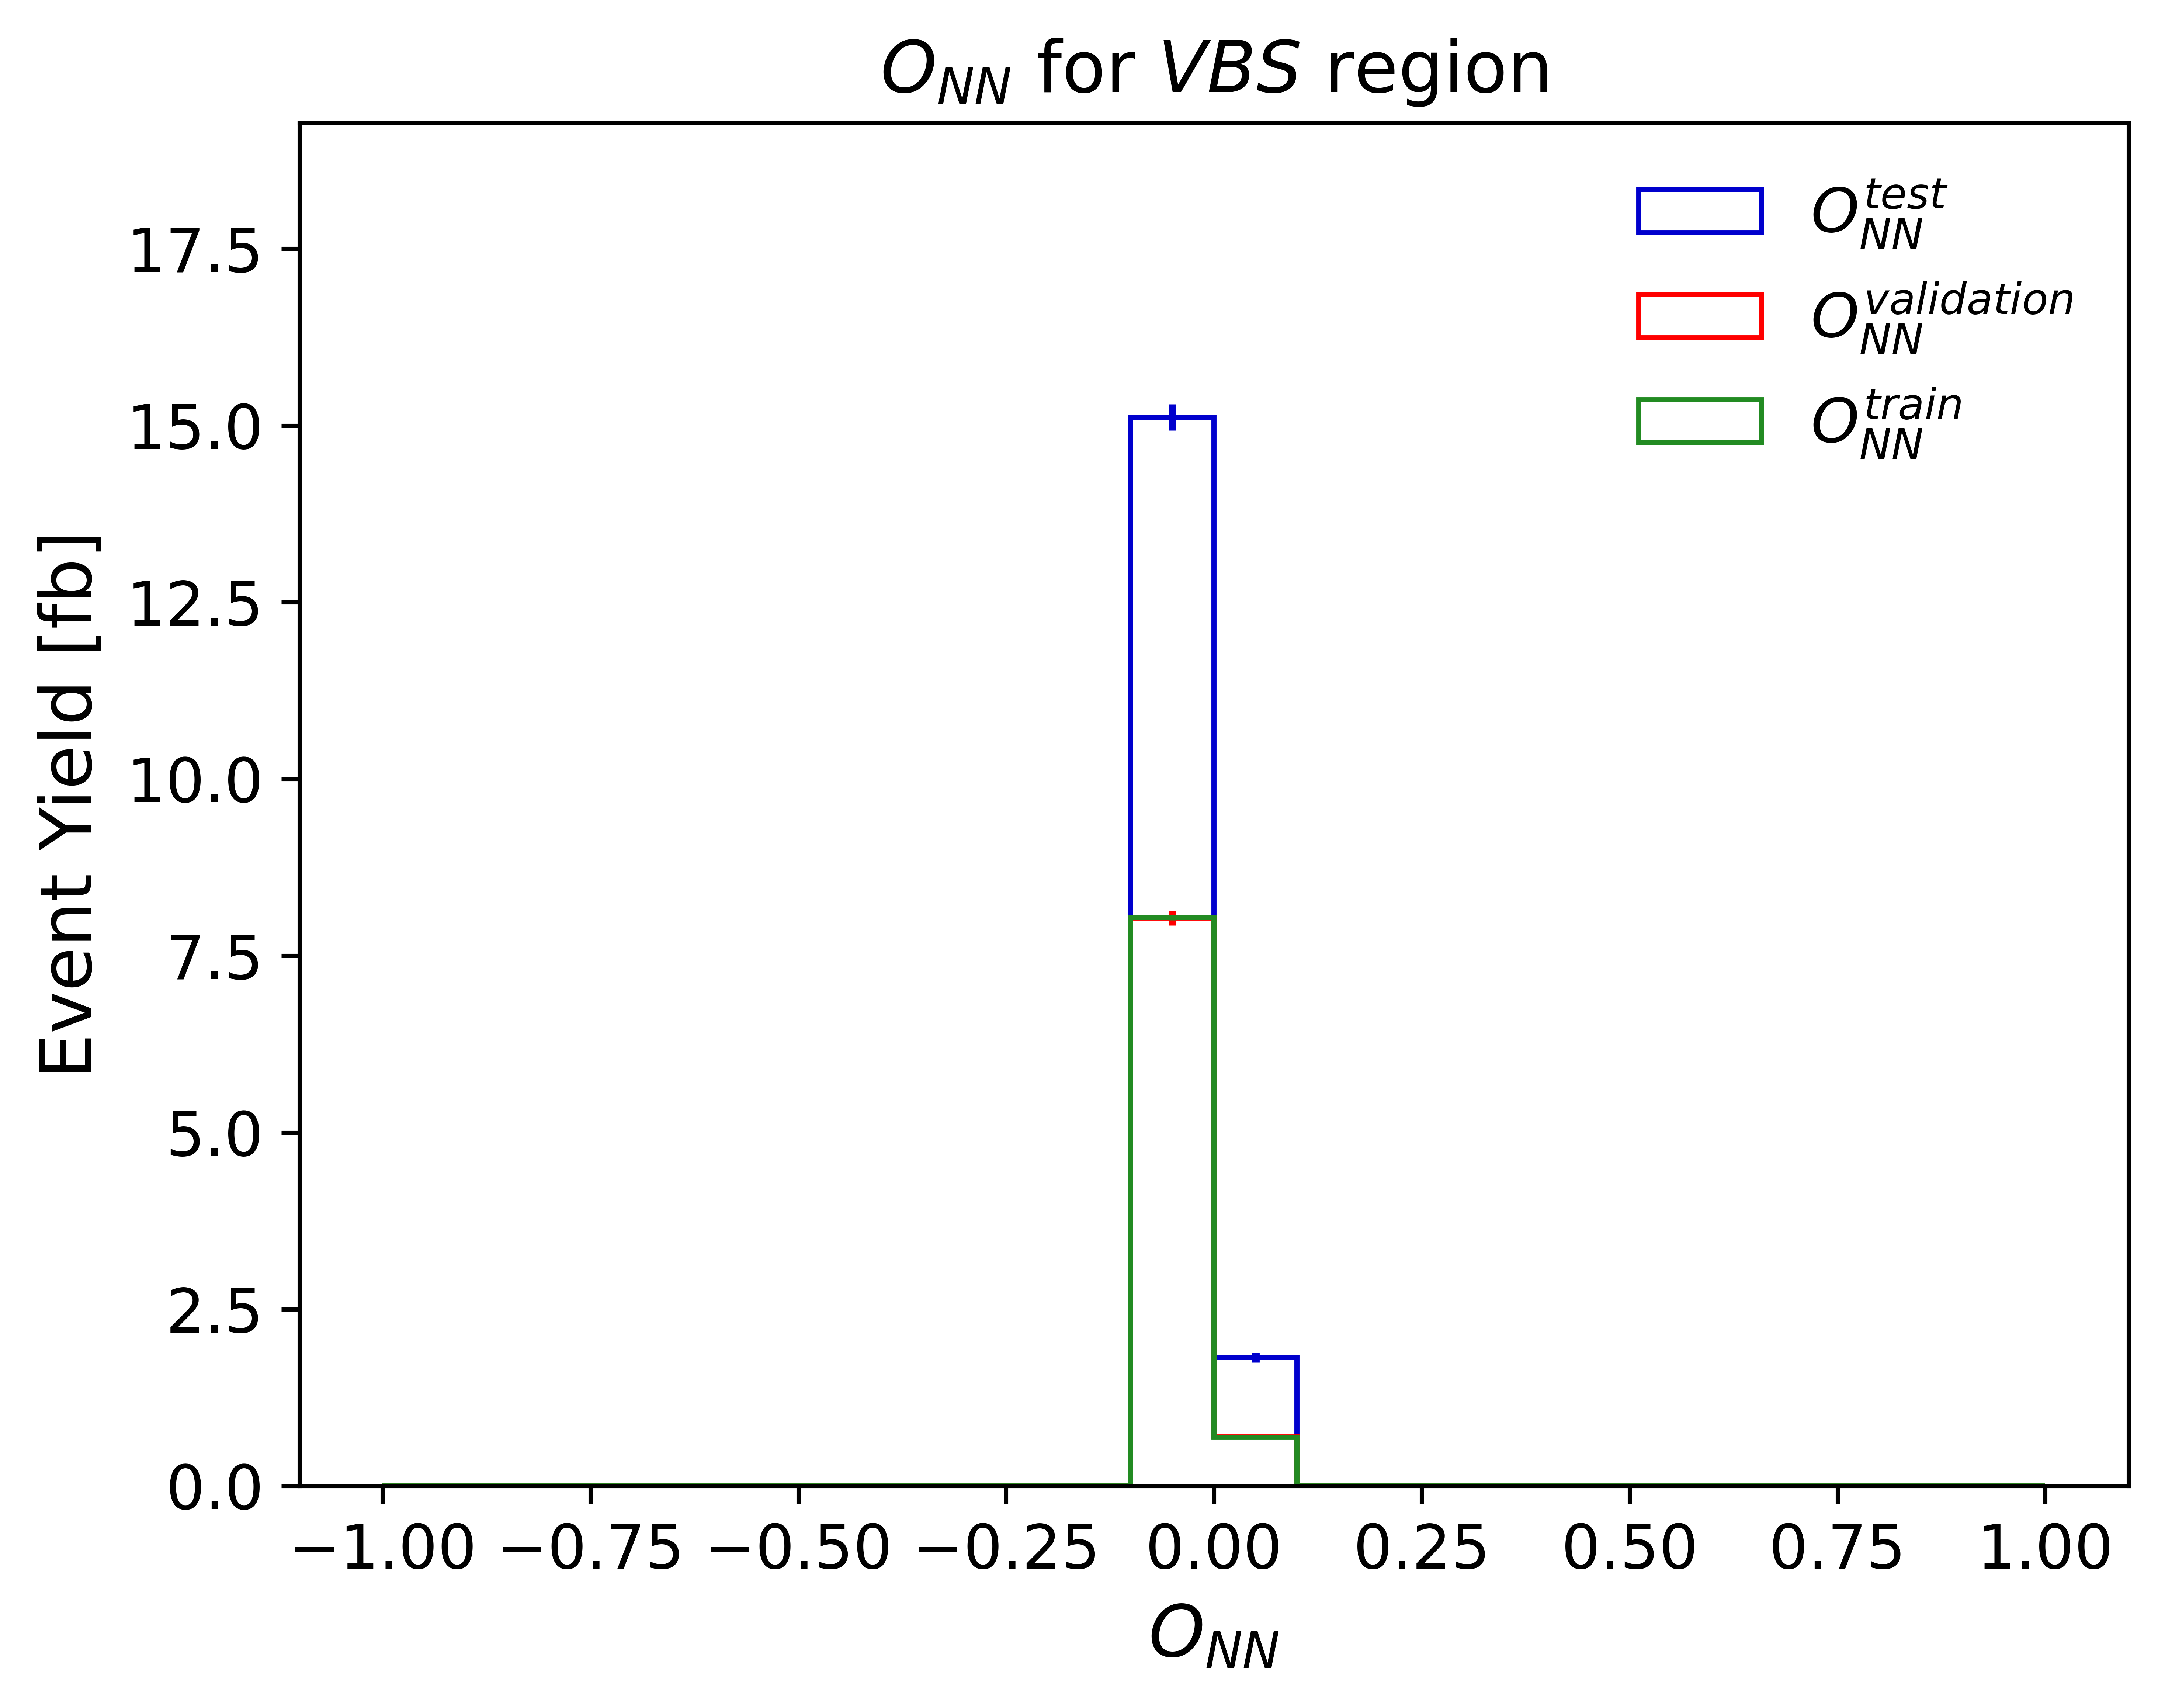 O_NN for VBS region
O_NN^test
O_NN^validation
O_NN^train
Event Yield [fb]
17.5
15.0
12.5
10.0
7.5
5.0
2.5
0.0
−1.00 −0.75 −0.50 −0.25 0.00 0.25 0.50 0.75 1.00
O_NN